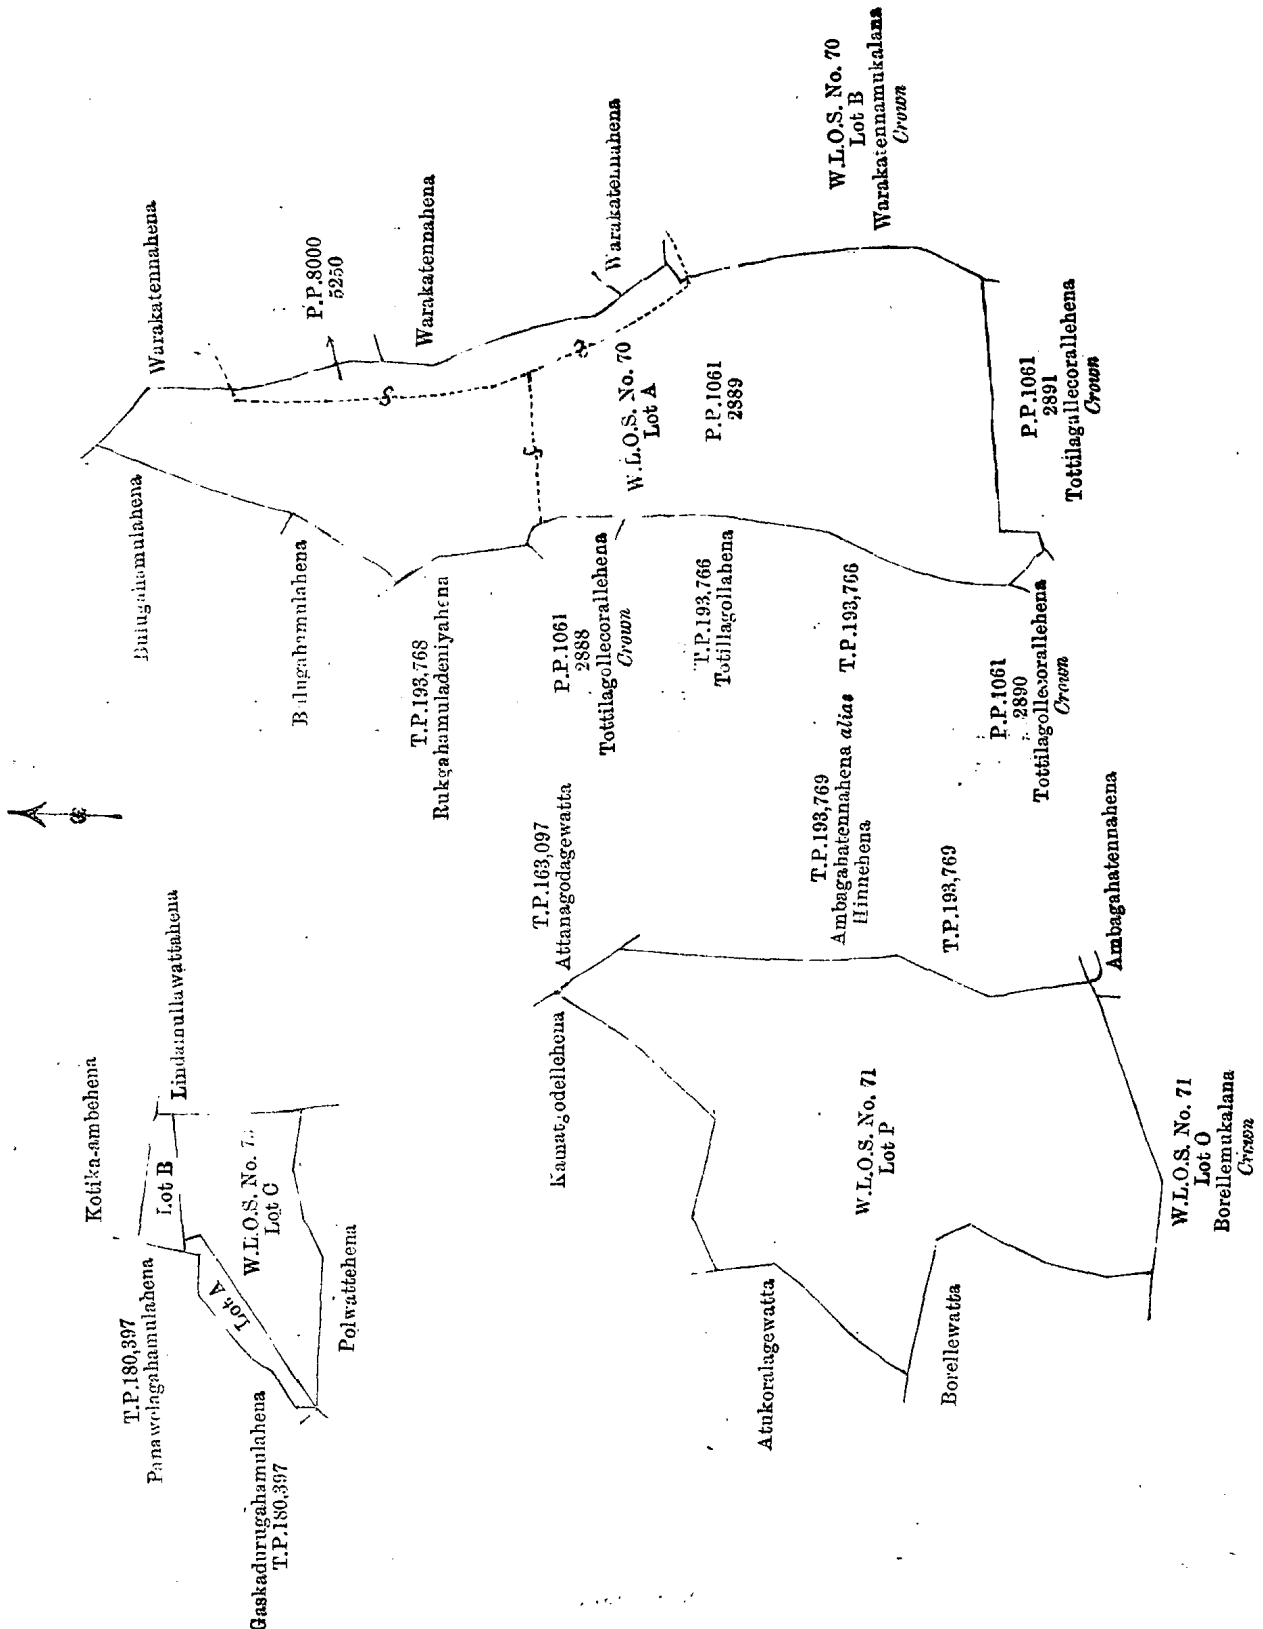 Kotika-ambehena
T.P.180,397
Panawelagahamulahena
Lot B
Lindamullawattahena
Lot A
W.L.O.S. No.
Lot C
Gaskadurugahamulahena
T.P.180,397
Polwattehena
T.P.163,097
Attanagodagewatta
Kamatgodellehena
Atukoralagewatta
Borellewatta
W.L.O.S. No. 71
Lot P
T.P.193,769
Ambagahatennahena alias
Hinnehena
T.P.193,766
T.P.193,769
Ambagahatennahena
W.L.O.S. No. 71
Lot O
Borellemukalana
Crown
Warakatennahena
P.P.8000
5250
Warakatennahena
Warakatennahena
Bulugahamulahena
Bulugahamulahena
T.P.193,768
Rukgahamuladeniyahena
P.P.1061
2888
Tottilagollecorallehena
Crown
W.L.O.S. No. 70
Lot A
P.P.1061
2889
T.P.193,766
Totillagollahena
W.L.O.S. No. 70
Lot B
Warakatennamukalana
Crown
P.P.1061
2890
Tottilagollecorallehena
Crown
P.P.1061
2891
Tottilagullecorallehena
Crown